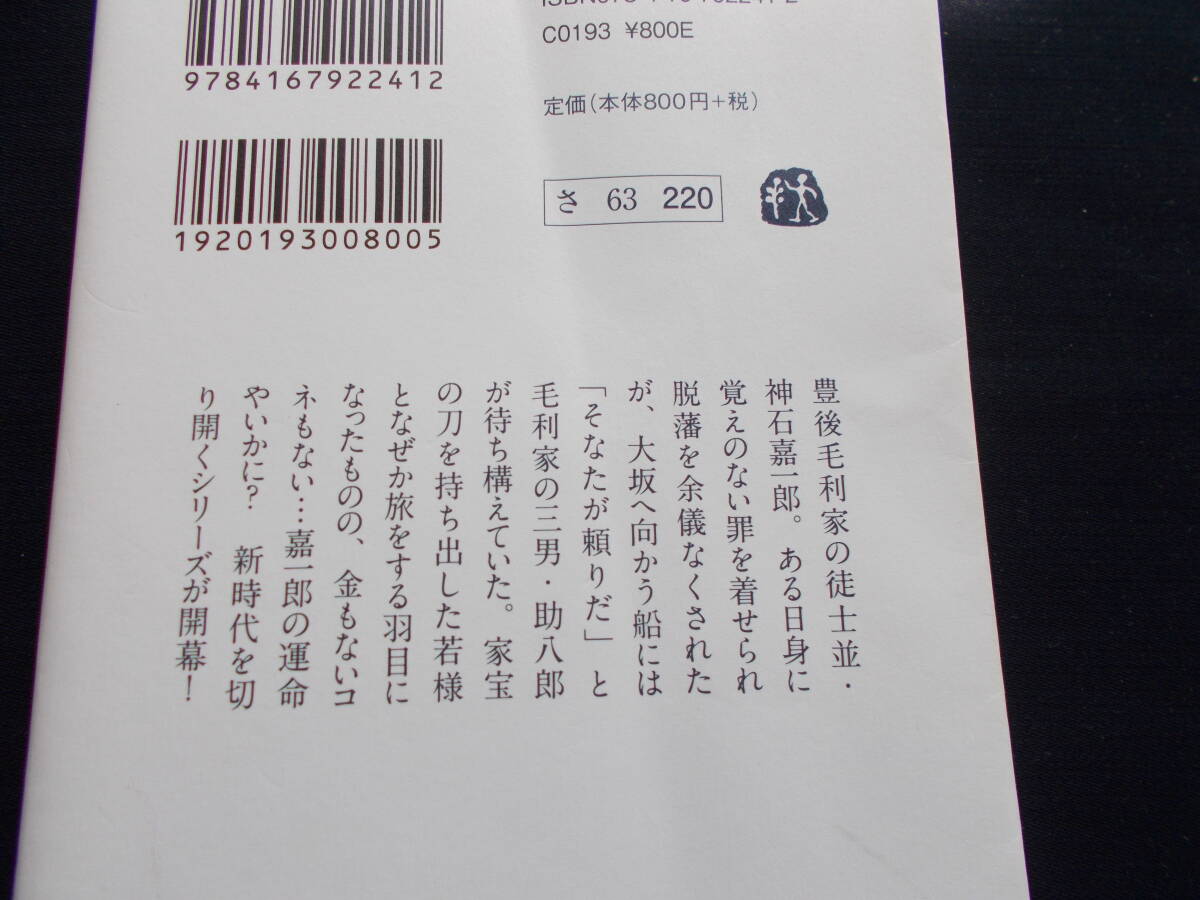 C0193 ¥800E
9784167922412
定価(本体800円+税)
1920193008005
さ 63 220
豊後毛利家の徒士並・
神石嘉一郎。ある日身に
覚えのない罪を着せられ
脱藩を余儀なくされた
が、大坂へ向かう船には
「そなたが頼りだ」と
毛利家の三男・助八郎
が待ち構えていた。家宝
の刀を持ち出した若様
となぜか旅をする羽目に
なったものの、金もないコ
ネもない…嘉一郎の運命
やいかに? 新時代を切
り開くシリーズが開幕!